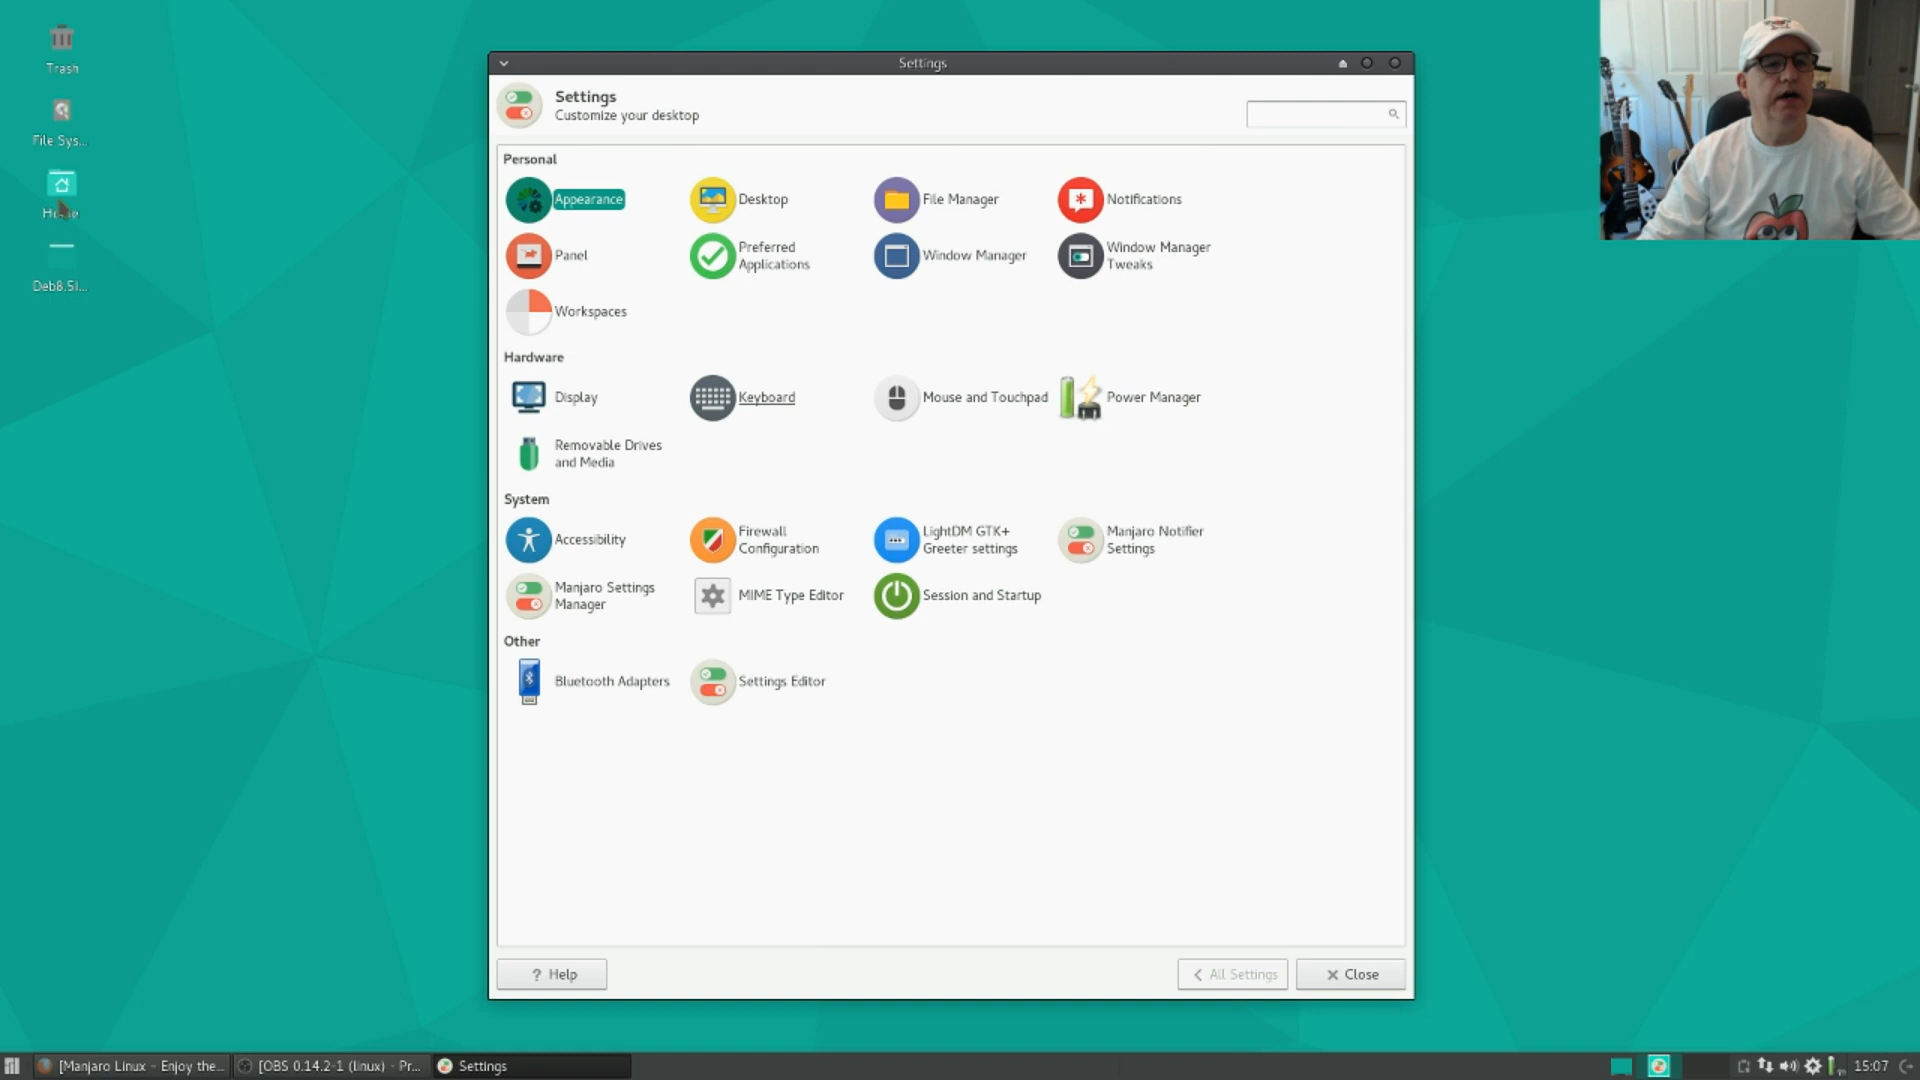 Trash
File Sys...
Deb8.5l...
Settings
Settings
Customize your desktop
Personal
Appearance
Desktop
File Manager
Notifications
Panel
Preferred
Applications
Window Manager
Window Manager
Tweaks
Workspaces
Hardware
Display
Keyboard
Mouse and Touchpad
Power Manager
Removable Drives
and Media
System
Accessibility
Firewall
Configuration
LightDM GTK+
Greeter settings
Manjaro Notifier
Settings
Manjaro Settings
Manager
MIME Type Editor
Session and Startup
Other
Bluetooth Adapters
Settings Editor
? Help
< All Settings
Close
[Manjaro Linux – Enjoy the...
[OBS 0.14.2-1 (linux) - Pr...
Settings
15:07